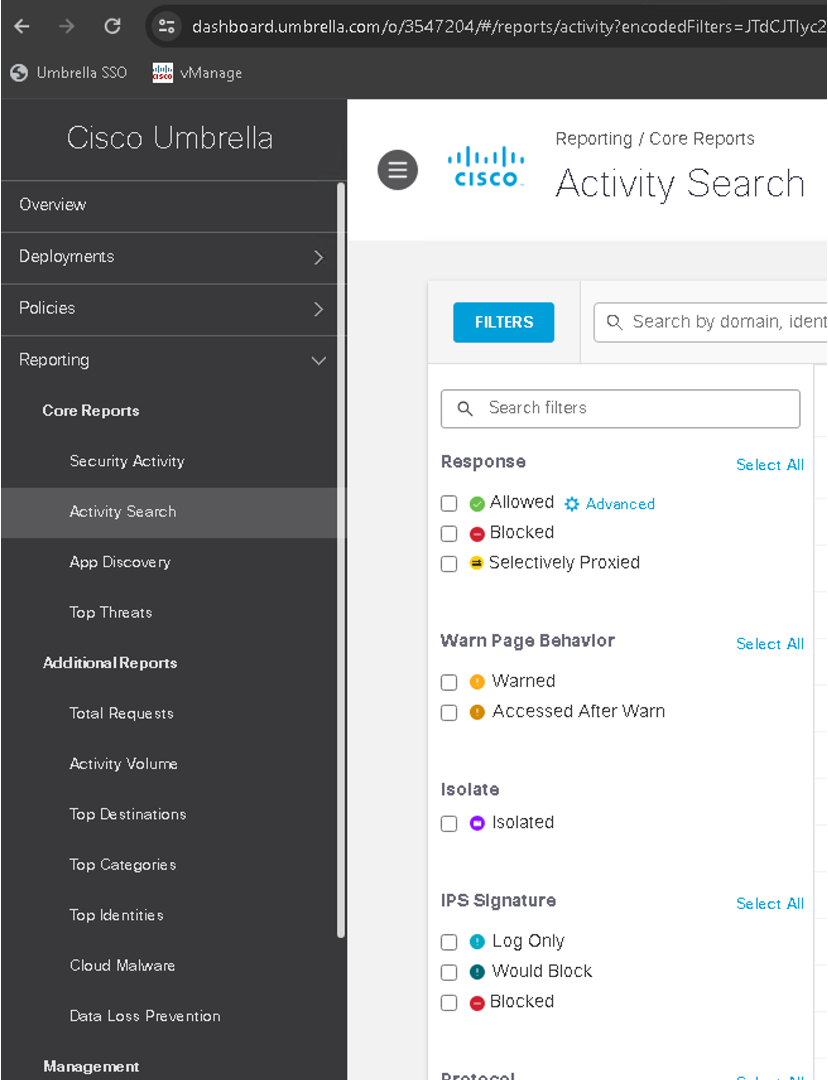 dashboard.umbrella.com/o/3547204/#/reports/activity?encodedFilters=JTdCJTIyc2
Umbrella SSO
cisco
vManage
Cisco Umbrella
Overview
Deployments
Policies
Reporting
Core Reports
Security Activity
Activity Search
App Discovery
Top Threats
Additional Reports
Total Requests
Activity Volume
Top Destinations
Top Categories
Top Identities
Cloud Malware
Data Loss Prevention
Management
CISCO
Reporting / Core Reports
Activity Search
FILTERS
Search by domain, ident
Search filters
Response Select All
Allowed Advanced
Blocked
Selectively Proxied
Warn Page Behavior Select All
Warned
Accessed After Warn
Isolate
Isolated
IPS Signature Select All
Log Only
Would Block
Blocked
Protocol Select All